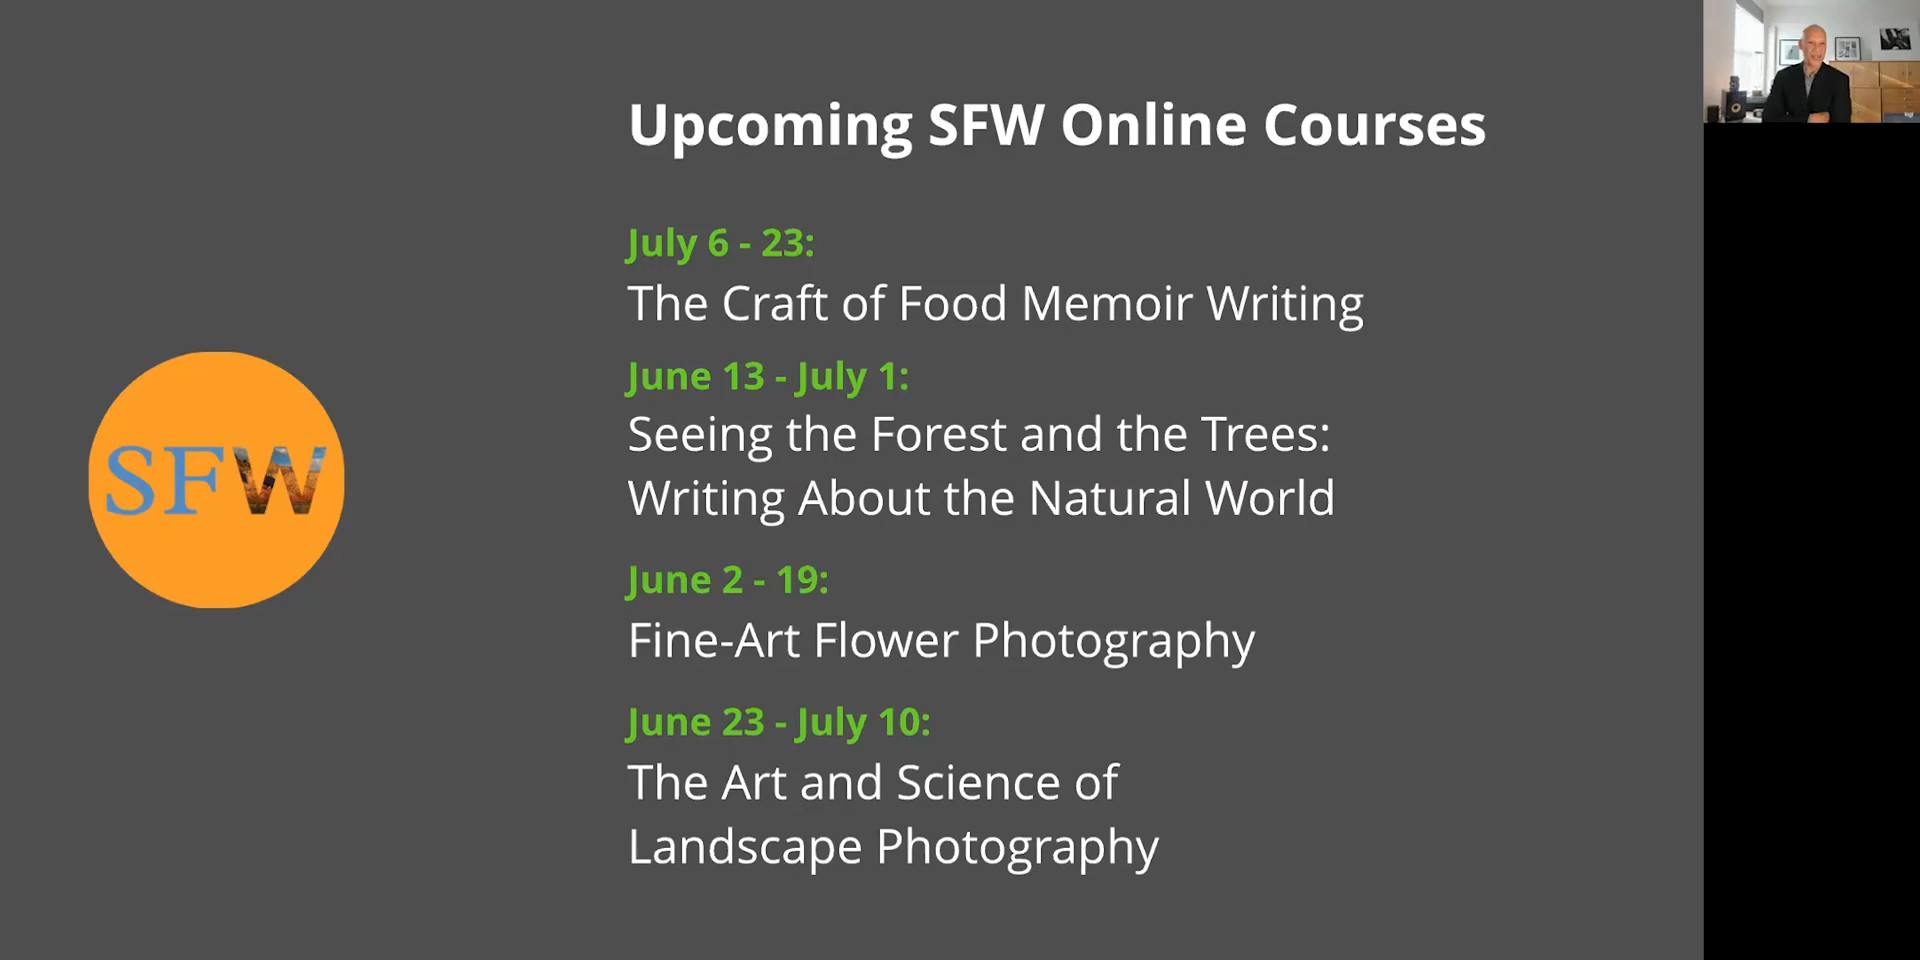 Upcoming SFW Online Courses
July 6 - 23:
The Craft of Food Memoir Writing
June 13 - July 1:
Seeing the Forest and the Trees:
Writing About the Natural World
SFW
June 2 - 19:
Fine-Art Flower Photography
June 23 - July 10:
The Art and Science of
Landscape Photography